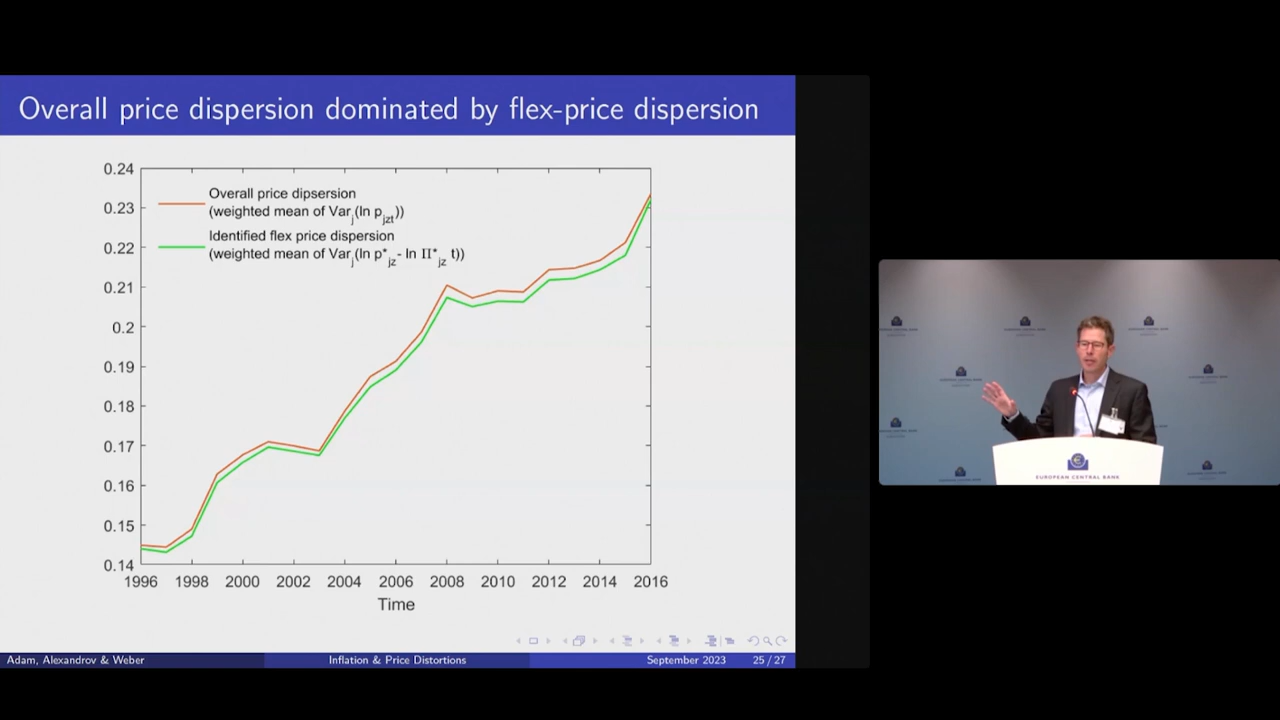 Overall price dispersion dominated by flex-price dispersion
0.24
0.23
0.22
0.21
0.2
0.19
0.18
0.17
0.16
0.15
0.14
Overall price dipsersion
(weighted mean of Var_j(ln p_jzt))
Identified flex price dispersion
(weighted mean of Var_j(ln p*_jz - ln Π*_jz t))
1996 1998 2000 2002 2004 2006 2008 2010 2012 2014 2016
Time
Adam, Alexandrov & Weber
Inflation & Price Distortions
September 2023 25 / 27
EUROPEAN CENTRAL BANK
EUROPEAN CENTRAL BANK